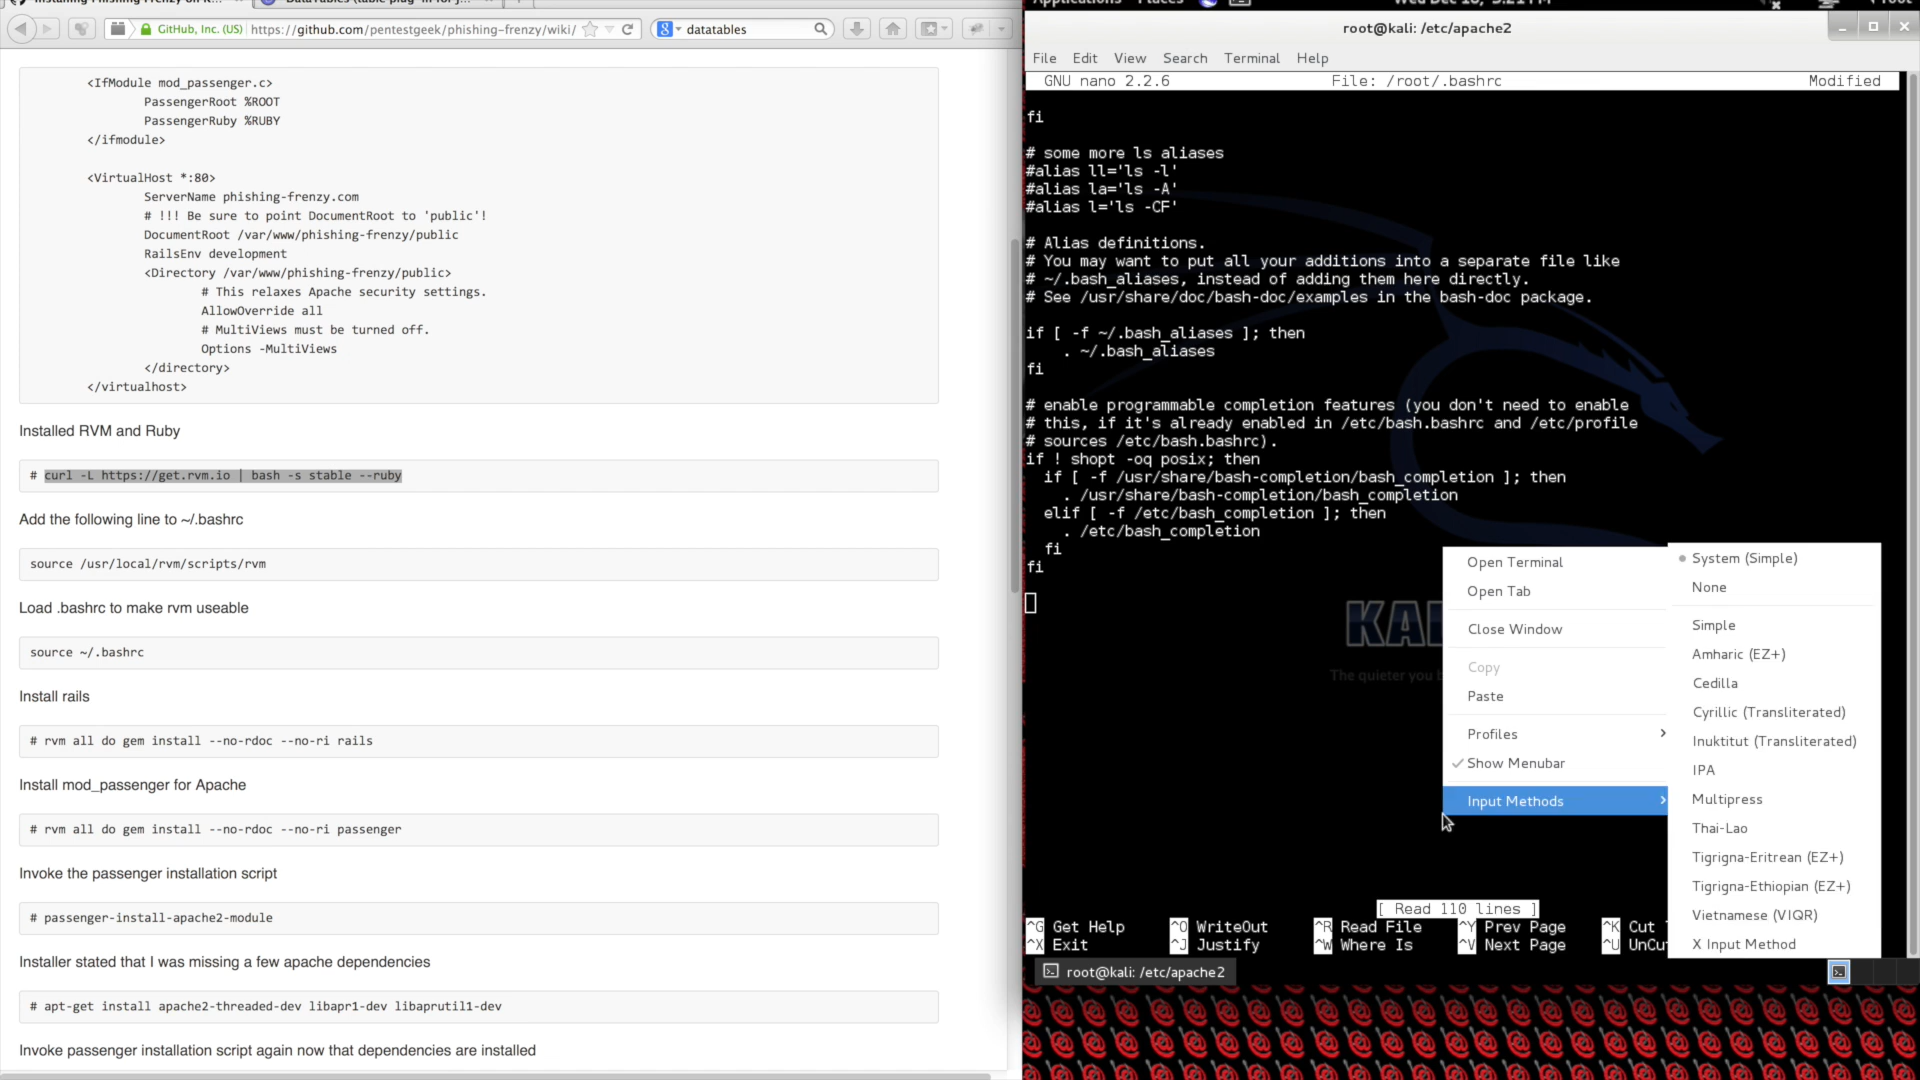 GitHub, Inc. (US) https://github.com/pentestgeek/phishing-frenzy/wiki/
datatables
<IfModule mod_passenger.c>
PassengerRoot %ROOT
PassengerRuby %RUBY
</ifmodule>
<VirtualHost *:80>
ServerName phishing-frenzy.com
# !!! Be sure to point DocumentRoot to 'public'!
DocumentRoot /var/www/phishing-frenzy/public
RailsEnv development
<Directory /var/www/phishing-frenzy/public>
# This relaxes Apache security settings.
AllowOverride all
# MultiViews must be turned off.
Options -MultiViews
</directory>
</virtualhost>
Installed RVM and Ruby
# curl -L https://get.rvm.io | bash -s stable --ruby
Add the following line to ~/.bashrc
source /usr/local/rvm/scripts/rvm
Load .bashrc to make rvm useable
source ~/.bashrc
Install rails
# rvm all do gem install --no-rdoc --no-ri rails
Install mod_passenger for Apache
# rvm all do gem install --no-rdoc --no-ri passenger
Invoke the passenger installation script
# passenger-install-apache2-module
Installer stated that I was missing a few apache dependencies
# apt-get install apache2-threaded-dev libapr1-dev libaprutil1-dev
Invoke passenger installation script again now that dependencies are installed
root@kali: /etc/apache2
File Edit View Search Terminal Help
GNU nano 2.2.6 File: /root/.bashrc Modified
fi
# some more ls aliases
#alias ll='ls -l'
#alias la='ls -A'
#alias l='ls -CF'
# Alias definitions.
# You may want to put all your additions into a separate file like
# ~/.bash_aliases, instead of adding them here directly.
# See /usr/share/doc/bash-doc/examples in the bash-doc package.
if [ -f ~/.bash_aliases ]; then
. ~/.bash_aliases
fi
# enable programmable completion features (you don't need to enable
# this, if it's already enabled in /etc/bash.bashrc and /etc/profile
# sources /etc/bash.bashrc).
if ! shopt -oq posix; then
if [ -f /usr/share/bash-completion/bash_completion ]; then
. /usr/share/bash-completion/bash_completion
elif [ -f /etc/bash_completion ]; then
. /etc/bash_completion
fi
fi
KAL
The quieter you b
Open Terminal
Open Tab
Close Window
Copy
Paste
Profiles
Show Menubar
Input Methods
System (Simple)
None
Simple
Amharic (EZ+)
Cedilla
Cyrillic (Transliterated)
Inuktitut (Transliterated)
IPA
Multipress
Thai-Lao
Tigrigna-Eritrean (EZ+)
Tigrigna-Ethiopian (EZ+)
Vietnamese (VIQR)
X Input Method
[ Read 110 lines ]
^G Get Help ^O WriteOut ^R Read File ^Y Prev Page ^K Cut
^X Exit ^J Justify ^W Where Is ^V Next Page ^U UnCu
root@kali: /etc/apache2